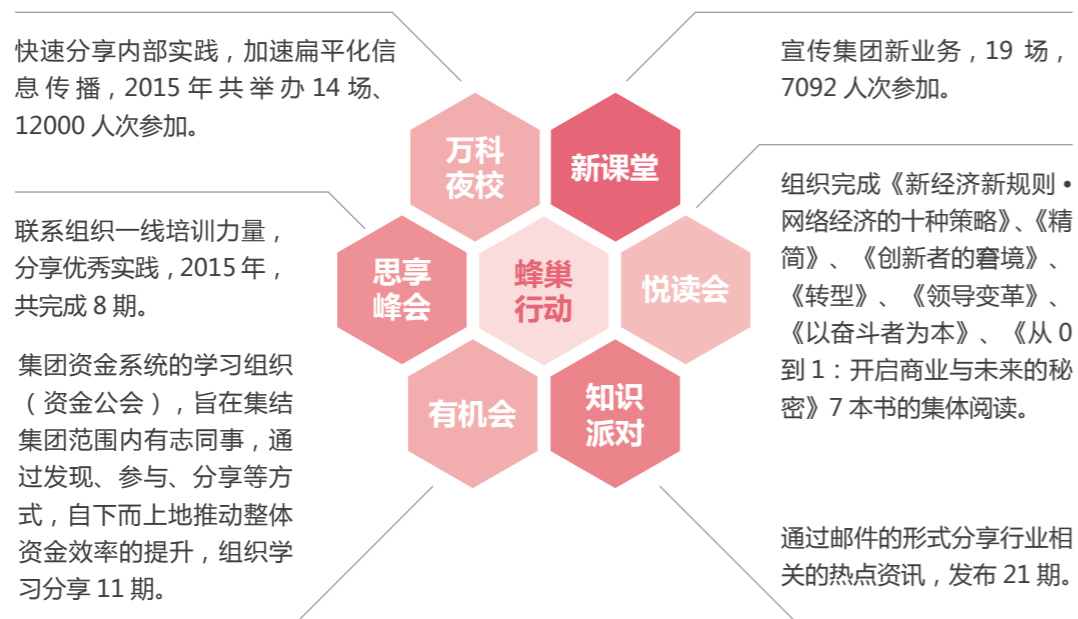 快速分享内部实践，加速扁平化信
息传播，2015年共举办14场、
12000人次参加。
宣传集团新业务，19场，
7092人次参加。
万科
夜校
新课堂
联系组织一线培训力量，
分享优秀实践，2015年，
共完成8期。
思享
峰会
蜂巢
行动
悦读会
组织完成《新经济新规则•
网络经济的十种策略》、《精
简》、《创新者的窘境》、
《转型》、《领导变革》、
《以奋斗者为本》、《从0
到1：开启商业与未来的秘
密》7本书的集体阅读。
集团资金系统的学习组织
（资金公会），旨在集结
集团范围内有志同事，通
过发现、参与、分享等方
式，自下而上地推动整体
资金效率的提升，组织学
习分享11期。
有机会
知识
派对
通过邮件的形式分享行业相
关的热点资讯，发布21期。